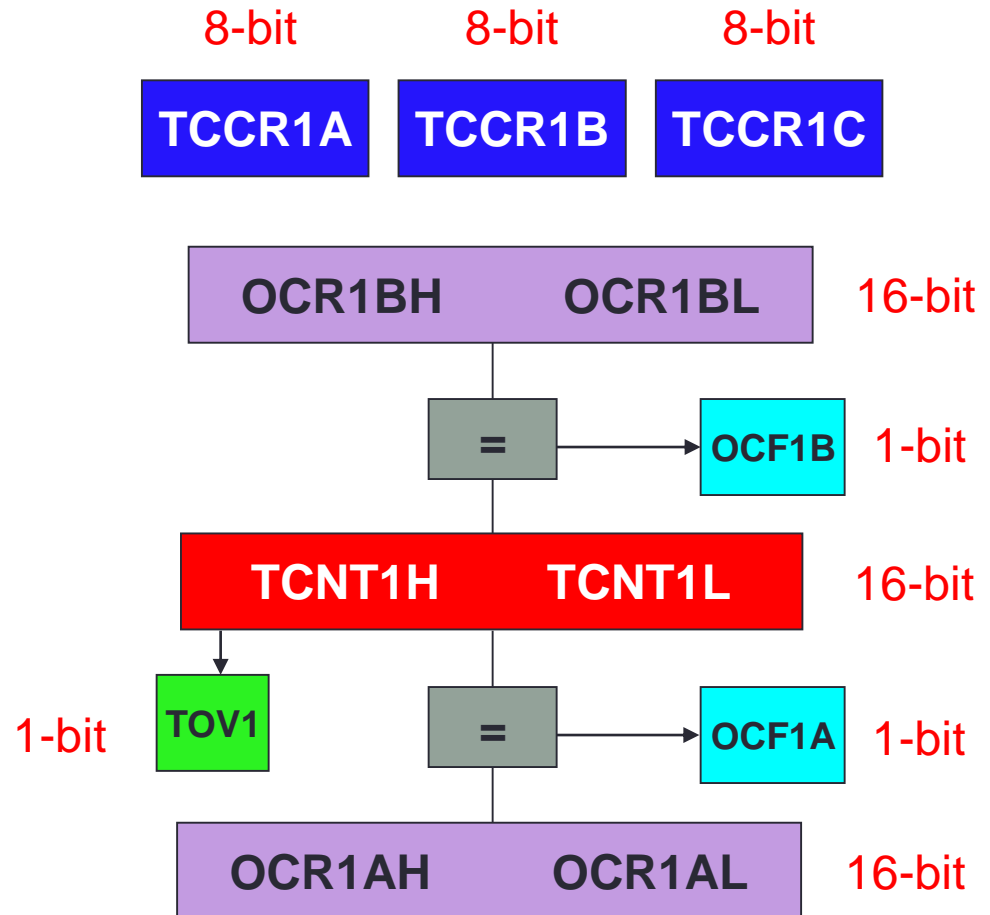 8-bit 8-bit 8-bit
TCCR1A TCCR1B TCCR1C
OCR1BH OCR1BL 16-bit
= OCF1B 1-bit
TCNT1H TCNT1L 16-bit
1-bit TOV1 = OCF1A 1-bit
OCR1AH OCR1AL 16-bit